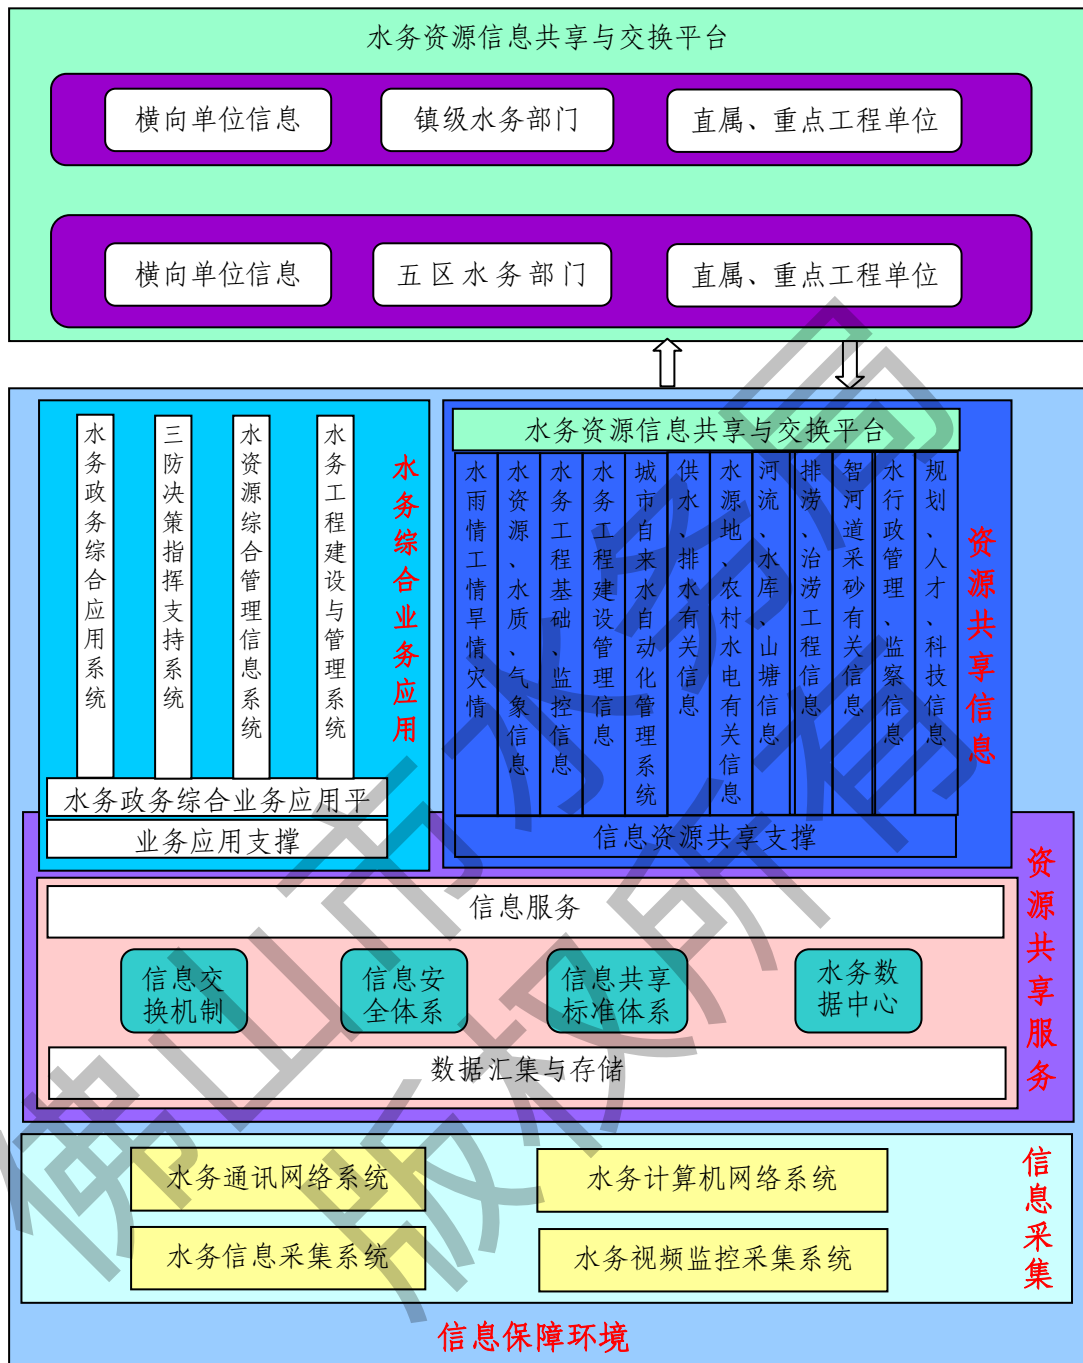 水务资源信息共享与交换平台
横向单位信息
镇级水务部门
直属、重点工程单位
横向单位信息
五区水务部门
直属、重点工程单位
水务政务综合应用系统
三防决策指挥支持系统
水资源综合管理信息系统
水务工程建设与管理系统
水务综合业务应用
水务政务综合业务应用平
业务应用支撑
水务资源信息共享与交换平台
水雨情工情旱情灾情
水资源、水质、气象信息
水务工程基础、监控信息
水务工程建设管理信息
城市自来水自动化管理系统
供水、排水有关信息
水源地、农村水电有关信息
河流、水库、山塘信息
排涝、治涝工程信息
智河道采砂有关信息
水行政管理、监察信息
规划、人才、科技信息
资源共享信息
信息资源共享支撑
信息服务
信息交
换机制
信息安
全体系
信息共享
标准体系
水务数
据中心
数据汇集与存储
资源共享服务
水务通讯网络系统
水务计算机网络系统
水务信息采集系统
水务视频监控采集系统
信息采集
信息保障环境
佛山市水务局
版权所有